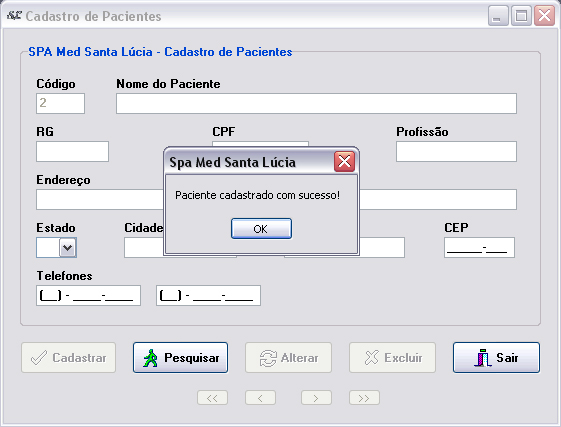 Cadastro de Pacientes
SPA Med Santa Lúcia - Cadastro de Pacientes
Código
Nome do Paciente
2
RG
CPF
Profissão
Spa Med Santa Lúcia
Endereço
Paciente cadastrado com sucesso!
OK
Estado
Cidade
CEP
_____-___
Telefones
(__) - ____-____
(__) - ____-____
Cadastrar
Pesquisar
Alterar
Excluir
Sair
<< < > >>